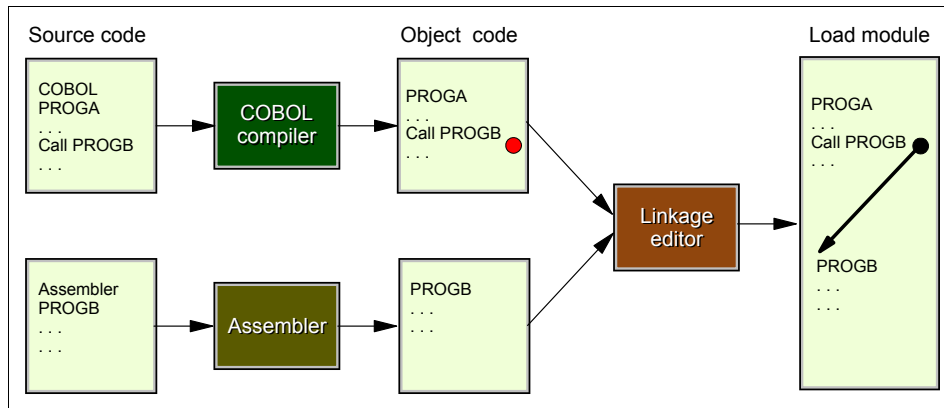 Source code
Object code
Load module
COBOL
PROGA
. . .
Call PROGB
. . .
COBOL
compiler
PROGA
. . .
Call PROGB
. . .
PROGA
. . .
Call PROGB
. . .
PROGB
. . .
. . .
Linkage
editor
Assembler
PROGB
. . .
. . .
Assembler
PROGB
. . .
. . .